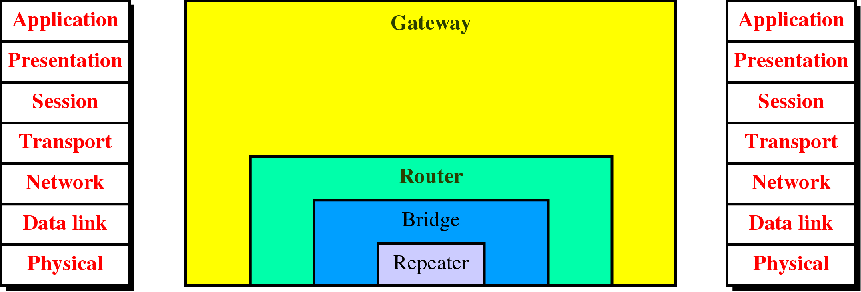 Application
Presentation
Session
Transport
Network
Data link
Physical
Gateway
Router
Bridge
Repeater
Application
Presentation
Session
Transport
Network
Data link
Physical